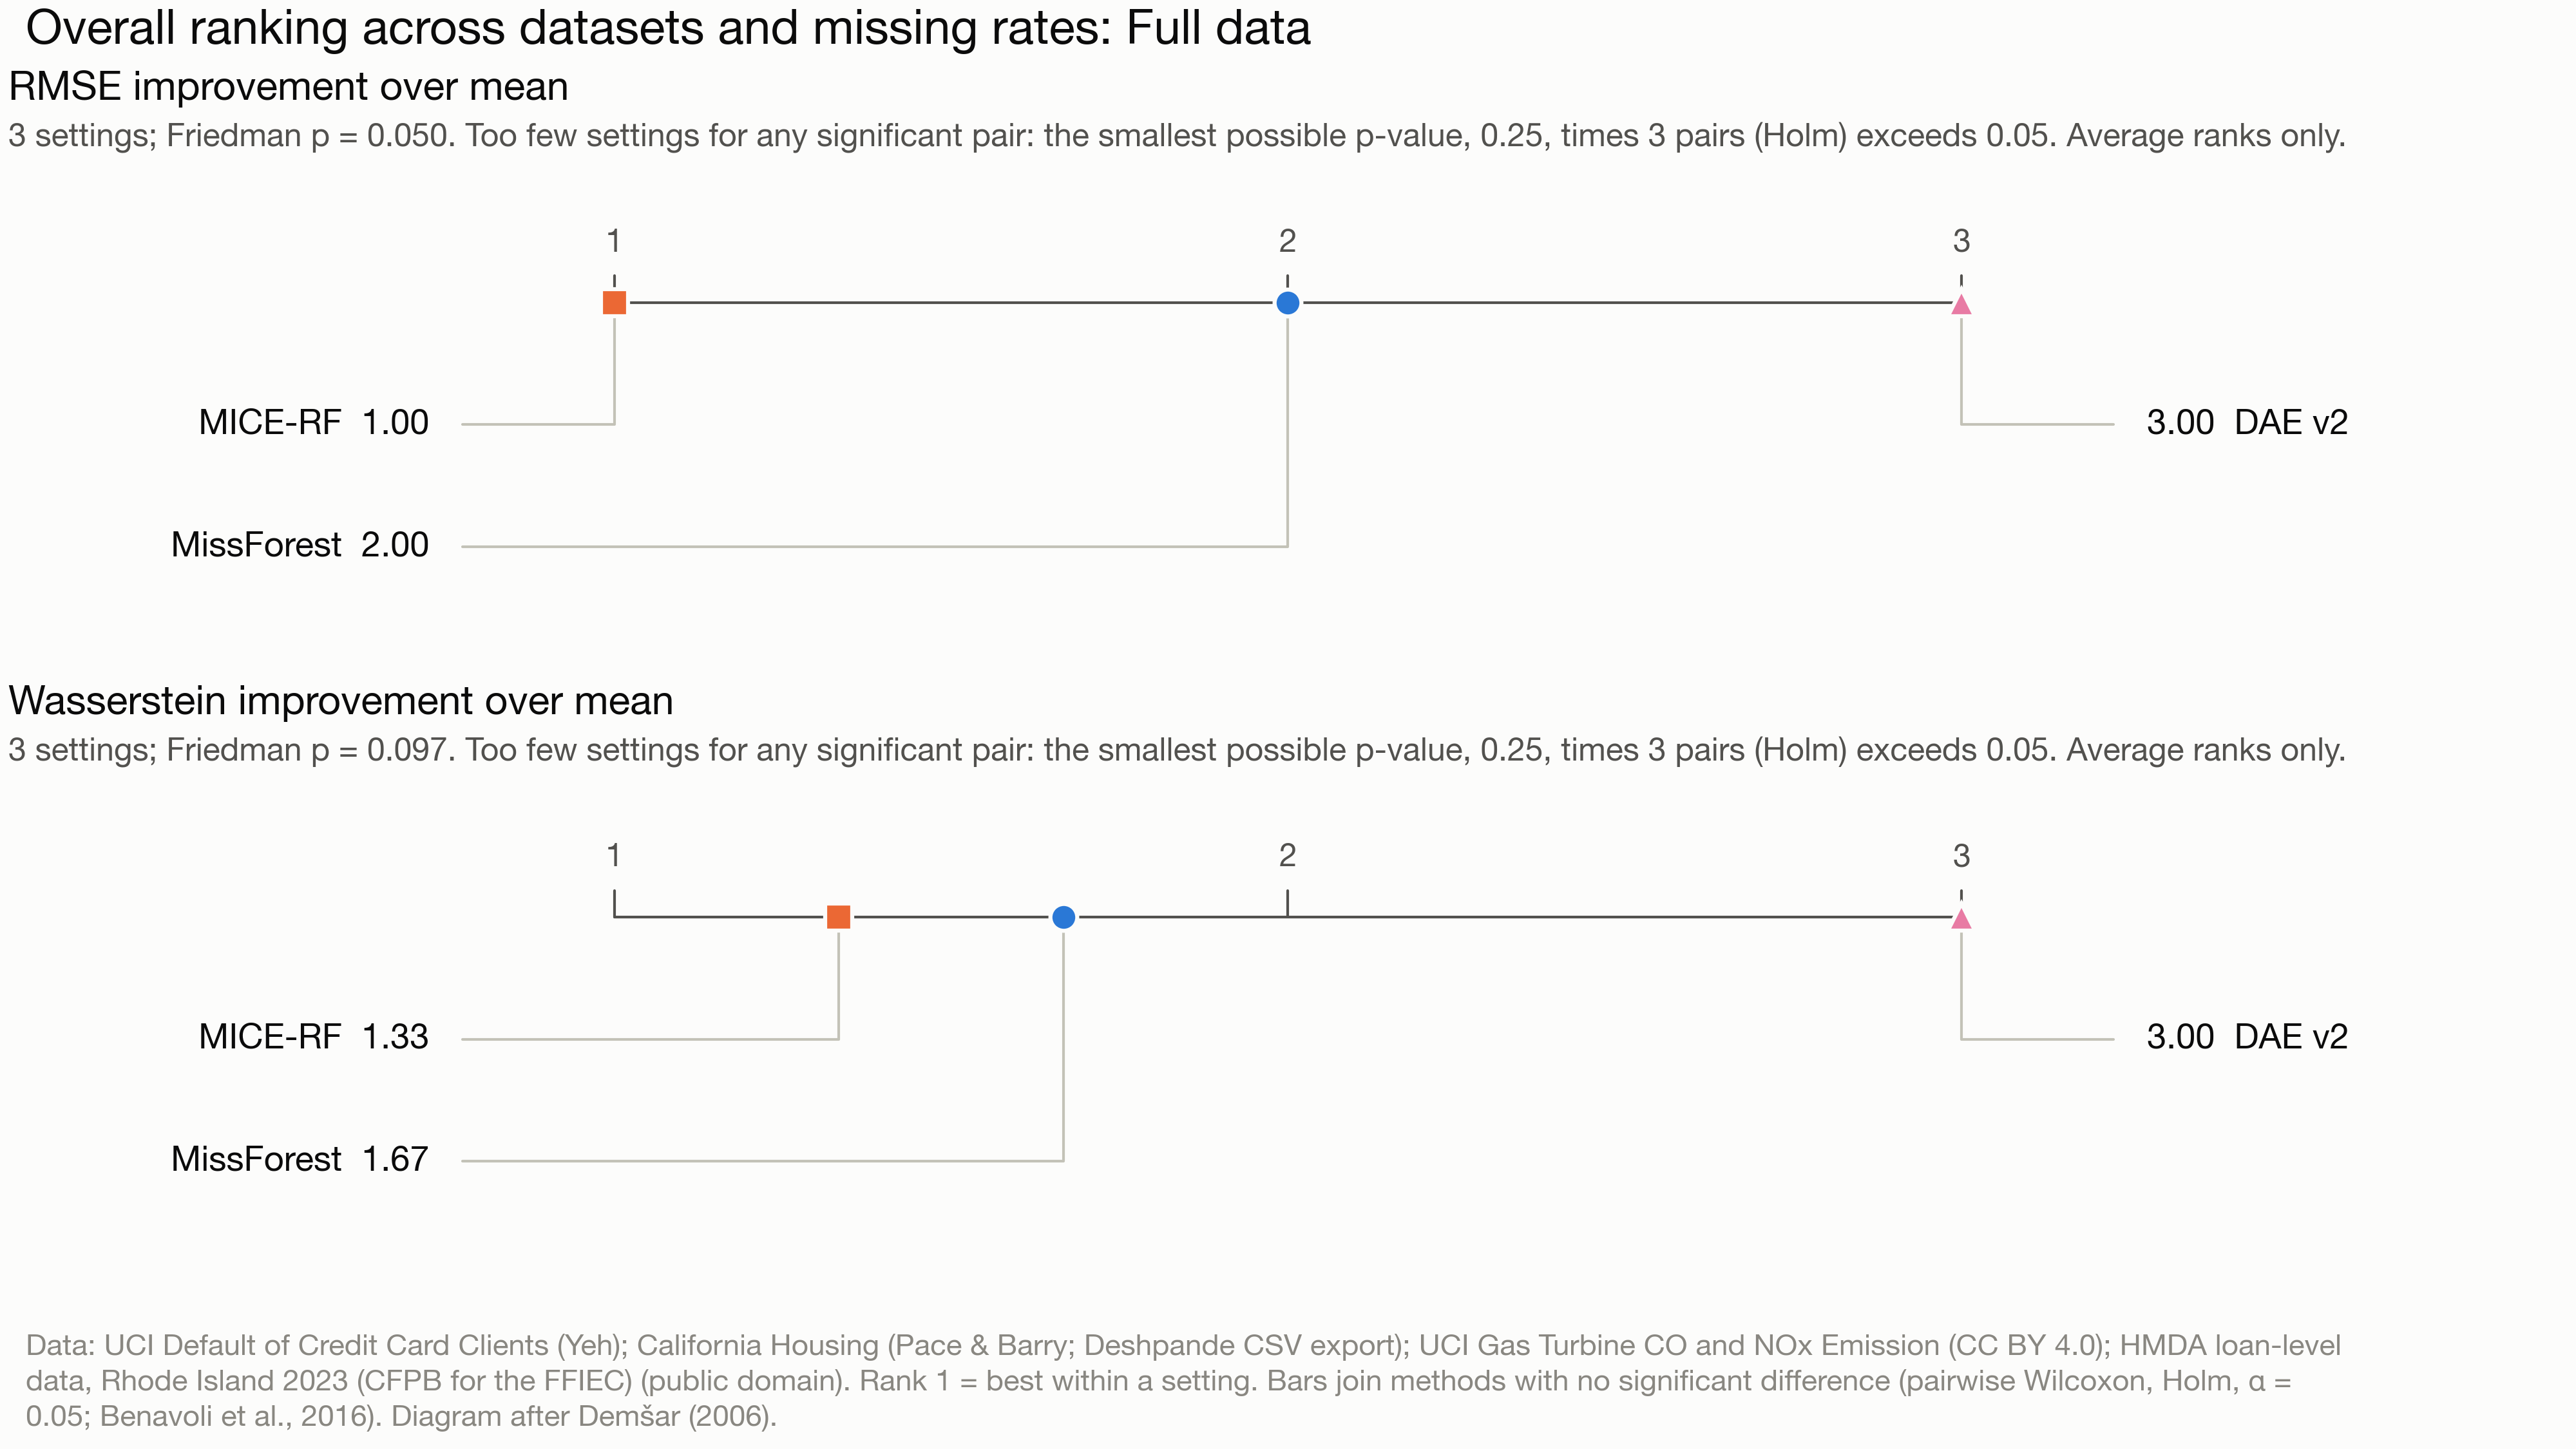 Overall ranking across datasets and missing rates: Full data
RMSE improvement over mean
3 settings; Friedman p = 0.050. Too few settings for any significant pair: the smallest possible p-value, 0.25, times 3 pairs (Holm) exceeds 0.05. Average ranks only.
1 2 3
MICE-RF 1.00 3.00 DAE v2
MissForest 2.00
Wasserstein improvement over mean
3 settings; Friedman p = 0.097. Too few settings for any significant pair: the smallest possible p-value, 0.25, times 3 pairs (Holm) exceeds 0.05. Average ranks only.
1 2 3
MICE-RF 1.33 3.00 DAE v2
MissForest 1.67
Data: UCI Default of Credit Card Clients (Yeh); California Housing (Pace & Barry; Deshpande CSV export); UCI Gas Turbine CO and NOx Emission (CC BY 4.0); HMDA loan-level
data, Rhode Island 2023 (CFPB for the FFIEC) (public domain). Rank 1 = best within a setting. Bars join methods with no significant difference (pairwise Wilcoxon, Holm, α =
0.05; Benavoli et al., 2016). Diagram after Demšar (2006).